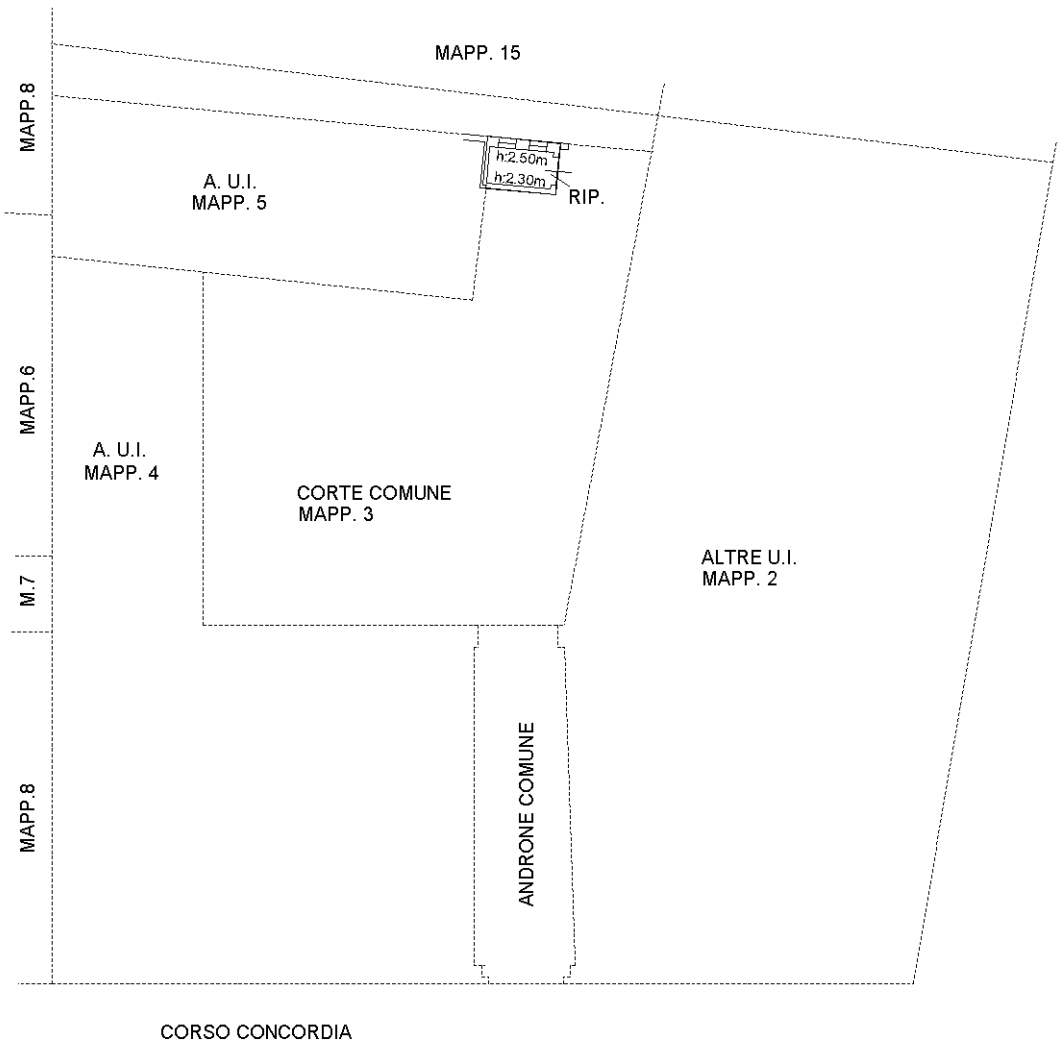 MAPP. 15
MAPP.8
h:2.50m
h:2.30m
RIP.
A. U.I.
MAPP. 5
MAPP.6
A. U.I.
MAPP. 4
CORTE COMUNE
MAPP. 3
ALTRE U.I.
MAPP. 2
M.7
MAPP.8
ANDRONE COMUNE
CORSO CONCORDIA